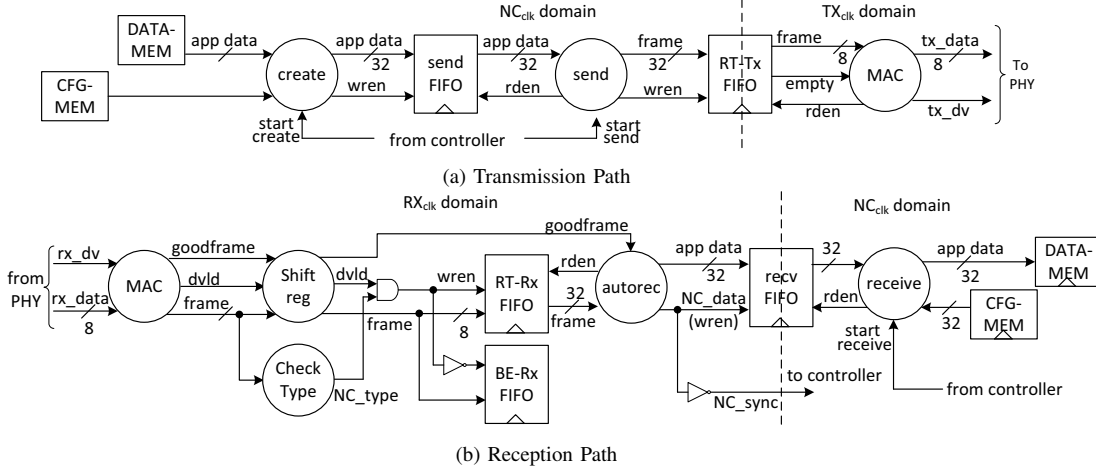 NCclk domain
TXclk domain
DATA-
MEM
app data
app data
32
app data
32
frame
32
frame
8
tx_data
8
create
send
FIFO
send
RT-Tx
FIFO
empty
MAC
To
PHY
CFG-
MEM
wren
rden
wren
rden
tx_dv
start
create
from controller
start
send
(a) Transmission Path
RXclk domain
NCclk domain
goodframe
from
PHY
rx_dv
rx_data
8
MAC
goodframe
dvld
frame
Shift
reg
dvld
wren
frame
8
RT-Rx
FIFO
rden
32
frame
autorec
app data
32
NC_data
(wren)
recv
FIFO
32
rden
receive
start
receive
app data
32
DATA-
MEM
32
CFG-
MEM
Check
Type
NC_type
BE-Rx
FIFO
NC_sync
to controller
from controller
(b) Reception Path